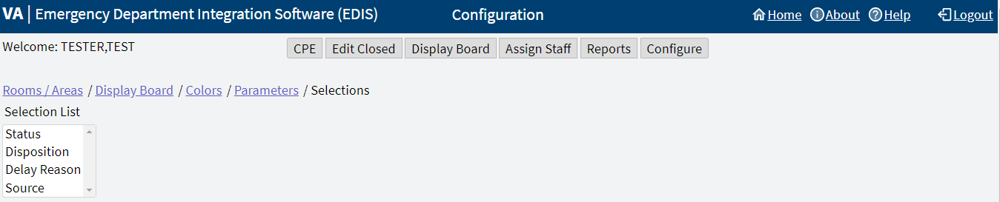 VA | Emergency Department Integration Software (EDIS) Configuration Home About Help Logout
Welcome: TESTER,TEST CPE Edit Closed Display Board Assign Staff Reports Configure
Rooms / Areas / Display Board / Colors / Parameters / Selections
Selection List
Status
Disposition
Delay Reason
Source